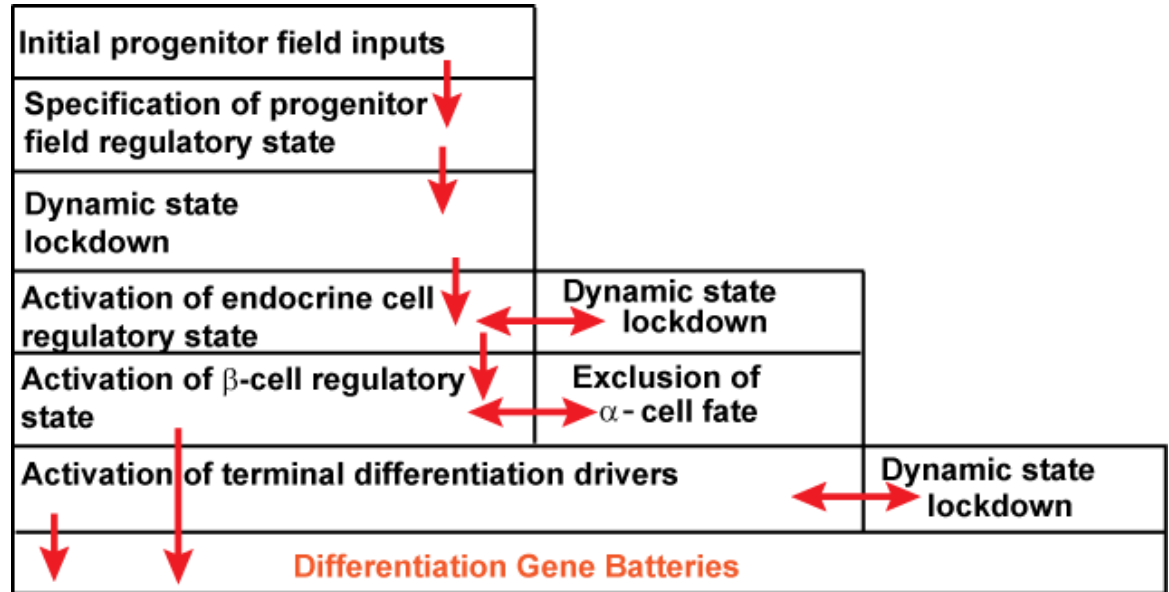 Initial progenitor field inputs
Specification of progenitor
field regulatory state
Dynamic state
lockdown
Activation of endocrine cell
regulatory state
Dynamic state
lockdown
Activation of β-cell regulatory
state
Exclusion of
α- cell fate
Activation of terminal differentiation drivers
Dynamic state
lockdown
Differentiation Gene Batteries